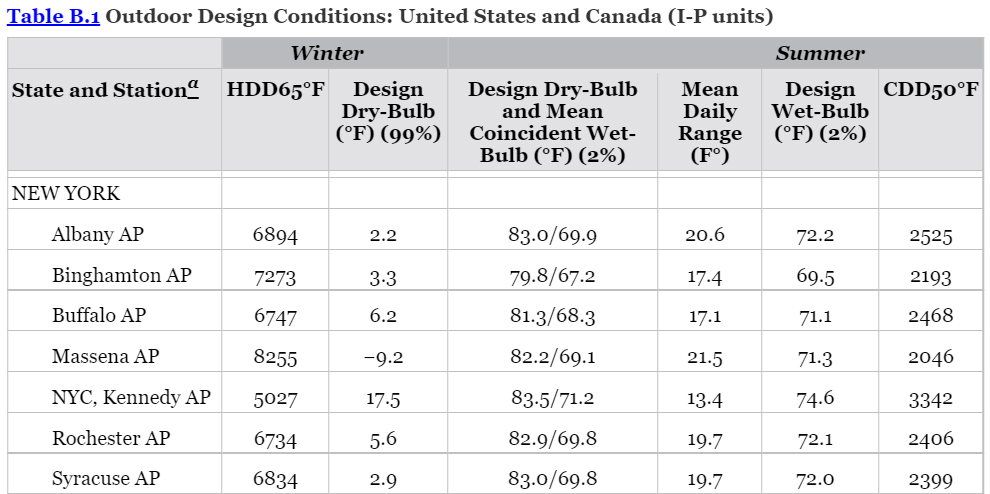 Table B.1 Outdoor Design Conditions: United States and Canada (I-P units)
Winter Summer
State and Stationᵃ HDD65°F Design Dry-Bulb (°F) (99%) Design Dry-Bulb and Mean Coincident Wet-Bulb (°F) (2%) Mean Daily Range (F°) Design Wet-Bulb (°F) (2%) CDD50°F
NEW YORK
Albany AP 6894 2.2 83.0/69.9 20.6 72.2 2525
Binghamton AP 7273 3.3 79.8/67.2 17.4 69.5 2193
Buffalo AP 6747 6.2 81.3/68.3 17.1 71.1 2468
Massena AP 8255 −9.2 82.2/69.1 21.5 71.3 2046
NYC, Kennedy AP 5027 17.5 83.5/71.2 13.4 74.6 3342
Rochester AP 6734 5.6 82.9/69.8 19.7 72.1 2406
Syracuse AP 6834 2.9 83.0/69.8 19.7 72.0 2399